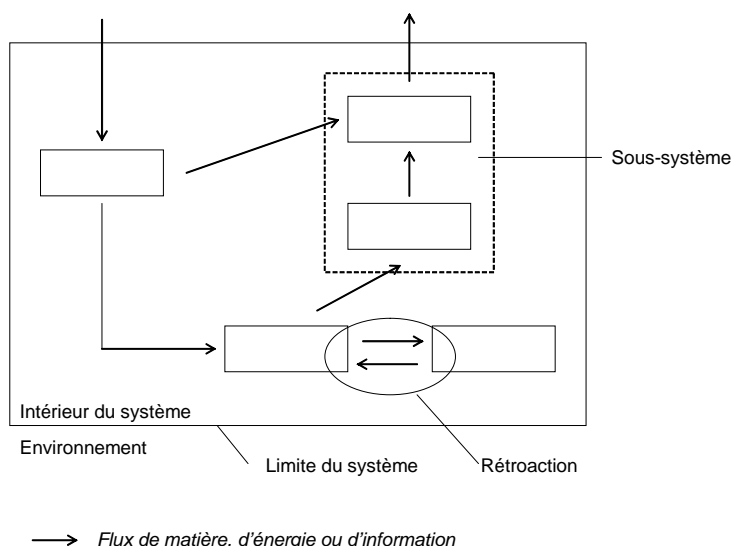 Sous-système
Intérieur du système
Environnement
Limite du système
Rétroaction
Flux de matière, d'énergie ou d'information